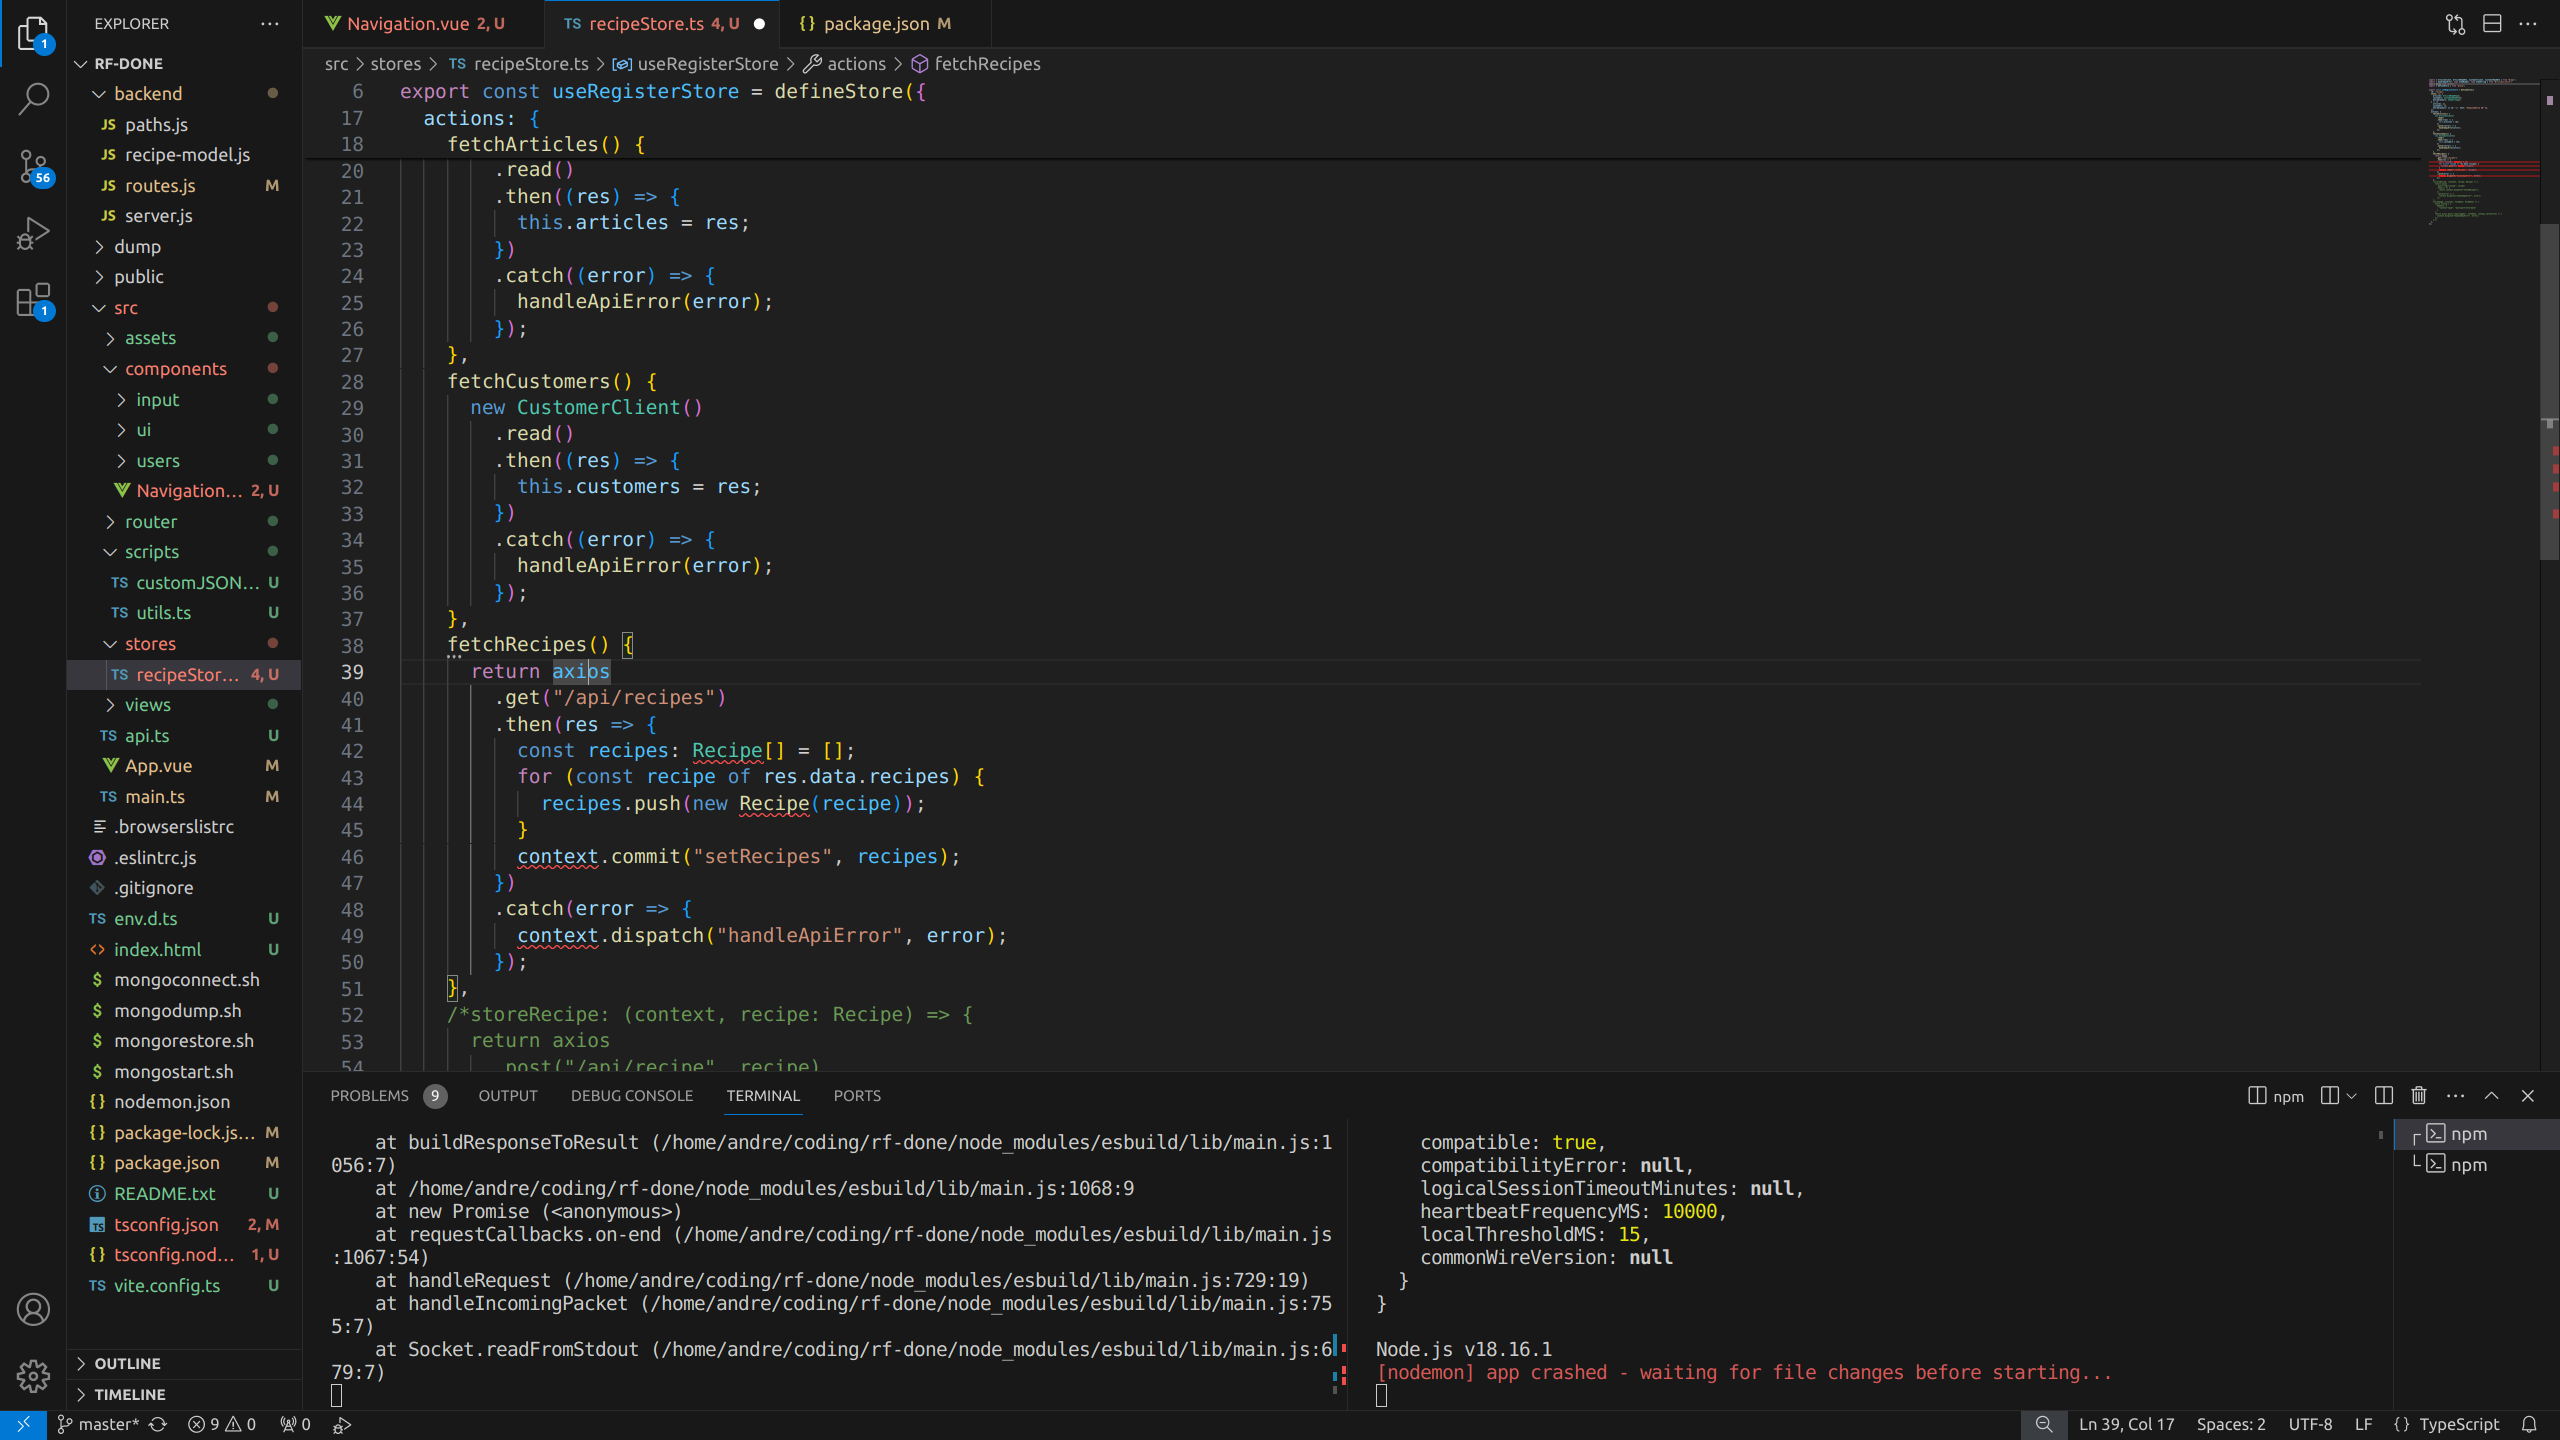 EXPLORER
RF-DONE
backend
JS paths.js
JS recipe-model.js
JS routes.js M
JS server.js
dump
public
src
assets
components
input
ui
users
Navigation... 2, U
router
scripts
TS customJSON... U
TS utils.ts U
stores
TS recipeStor... 4, U
views
TS api.ts U
App.vue M
TS main.ts M
.browserslistrc
.eslintrc.js
.gitignore
TS env.d.ts U
<> index.html U
$ mongoconnect.sh
$ mongodump.sh
$ mongorestore.sh
$ mongostart.sh
{} nodemon.json
{} package-lock.js... M
{} package.json M
README.txt U
TS tsconfig.json 2, M
{} tsconfig.nod... 1, U
TS vite.config.ts U
OUTLINE
TIMELINE
1
56
1
Navigation.vue 2, U
TS recipeStore.ts 4, U
{} package.json M
src > stores > TS recipeStore.ts > useRegisterStore > actions > fetchRecipes
6 export const useRegisterStore = defineStore({
17 actions: {
18 fetchArticles() {
20 .read()
21 .then((res) => {
22 this.articles = res;
23 })
24 .catch((error) => {
25 handleApiError(error);
26 });
27 },
28 fetchCustomers() {
29 new CustomerClient()
30 .read()
31 .then((res) => {
32 this.customers = res;
33 })
34 .catch((error) => {
35 handleApiError(error);
36 });
37 },
38 fetchRecipes() {
39 return axios
40 .get("/api/recipes")
41 .then(res => {
42 const recipes: Recipe[] = [];
43 for (const recipe of res.data.recipes) {
44 recipes.push(new Recipe(recipe));
45 }
46 context.commit("setRecipes", recipes);
47 })
48 .catch(error => {
49 context.dispatch("handleApiError", error);
50 });
51 },
52 /*storeRecipe: (context, recipe: Recipe) => {
53 return axios
54 .post("/api/recipe", recipe)
PROBLEMS 9 OUTPUT DEBUG CONSOLE TERMINAL PORTS
npm
at buildResponseToResult (/home/andre/coding/rf-done/node_modules/esbuild/lib/main.js:1
056:7)
at /home/andre/coding/rf-done/node_modules/esbuild/lib/main.js:1068:9
at new Promise (<anonymous>)
at requestCallbacks.on-end (/home/andre/coding/rf-done/node_modules/esbuild/lib/main.js
:1067:54)
at handleRequest (/home/andre/coding/rf-done/node_modules/esbuild/lib/main.js:729:19)
at handleIncomingPacket (/home/andre/coding/rf-done/node_modules/esbuild/lib/main.js:75
5:7)
at Socket.readFromStdout (/home/andre/coding/rf-done/node_modules/esbuild/lib/main.js:6
79:7)
compatible: true,
compatibilityError: null,
logicalSessionTimeoutMinutes: null,
heartbeatFrequencyMS: 10000,
localThresholdMS: 15,
commonWireVersion: null
}
}
Node.js v18.16.1
[nodemon] app crashed - waiting for file changes before starting...
npm
npm
master* 9 0 0
Ln 39, Col 17 Spaces: 2 UTF-8 LF {} TypeScript